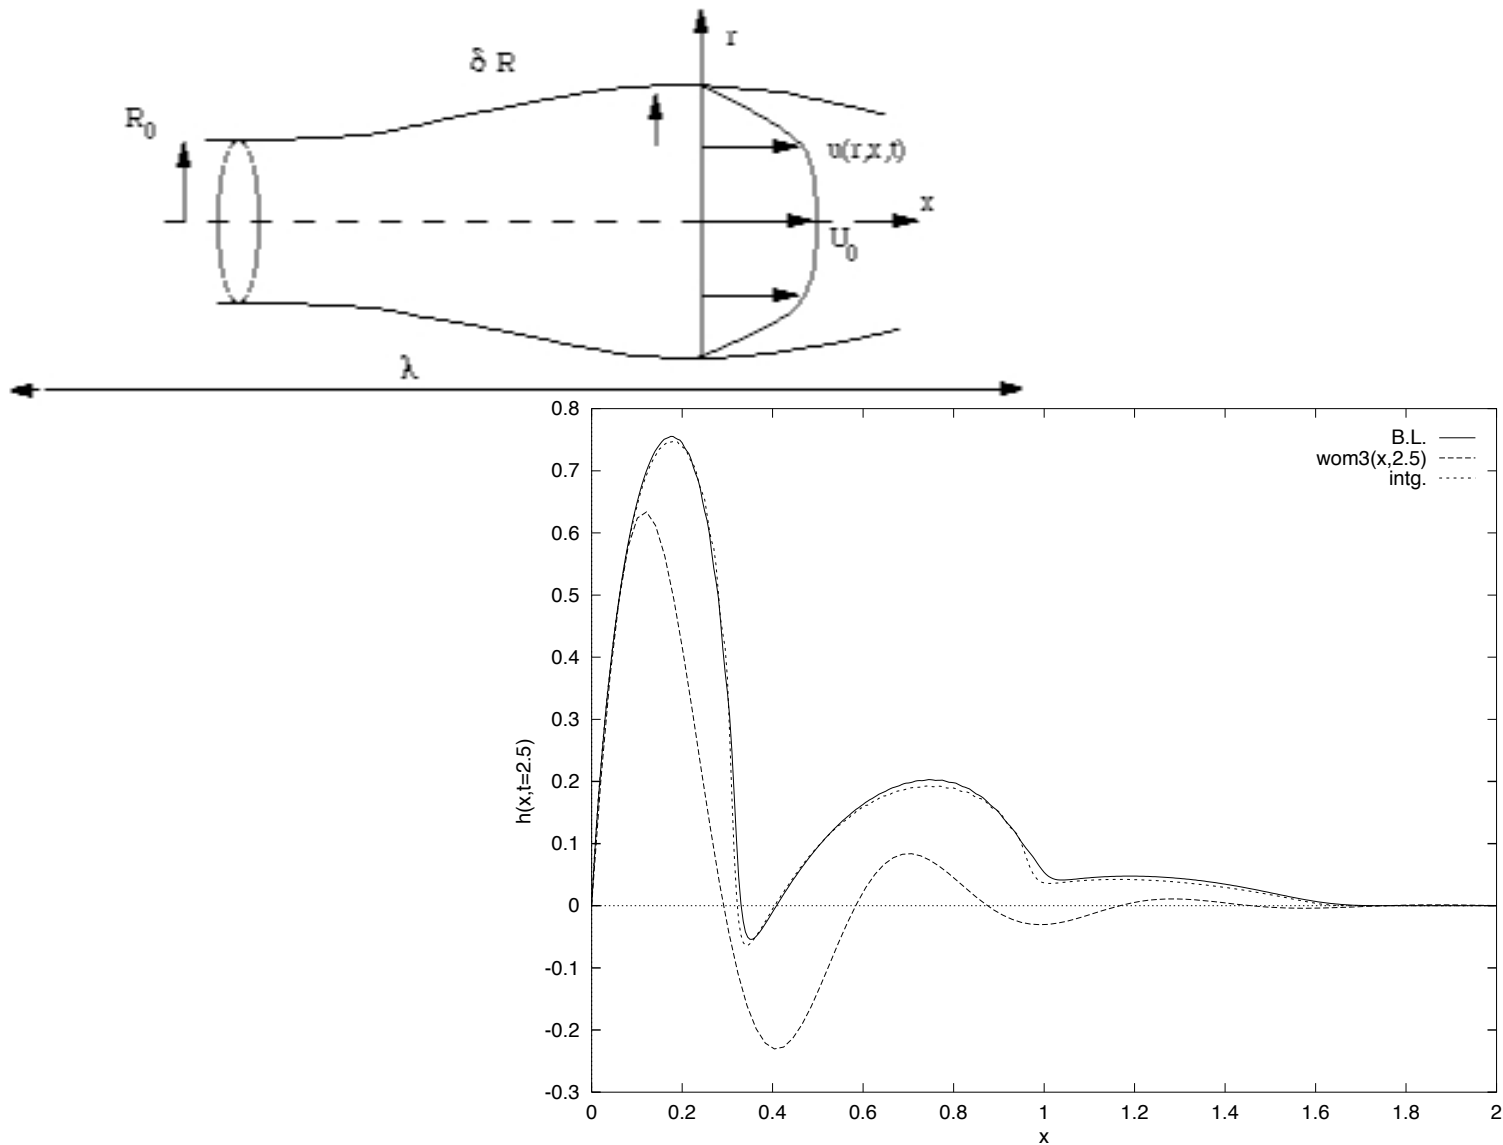 r
δ R
R0
u(r,x,t)
x
U0
λ
B.L.
wom3(x,2.5)
intg.
0.8
0.7
0.6
0.5
0.4
0.3
0.2
0.1
0
-0.1
-0.2
-0.3
h(x,t=2.5)
0 0.2 0.4 0.6 0.8 1 1.2 1.4 1.6 1.8 2
x